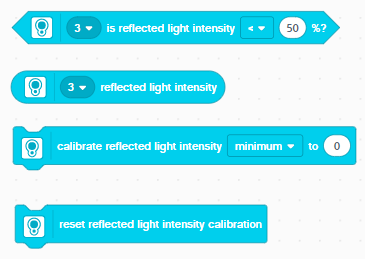 3 is reflected light intensity < 50 %?
3 reflected light intensity
calibrate reflected light intensity minimum to 0
reset reflected light intensity calibration